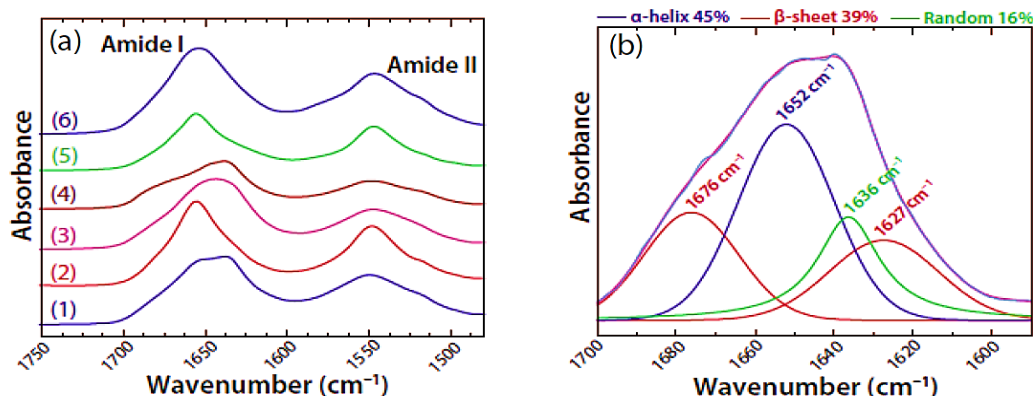 (a)
Amide I
Amide II
(6)
(5)
(4)
(3)
(2)
(1)
Absorbance
1750
1700
1650
1600
1550
1500
Wavenumber (cm⁻¹)
α-helix 45%
β-sheet 39%
Random 16%
(b)
1652 cm⁻¹
1676 cm⁻¹
1636 cm⁻¹
1627 cm⁻¹
Absorbance
1700
1680
1660
1640
1620
1600
Wavenumber (cm⁻¹)